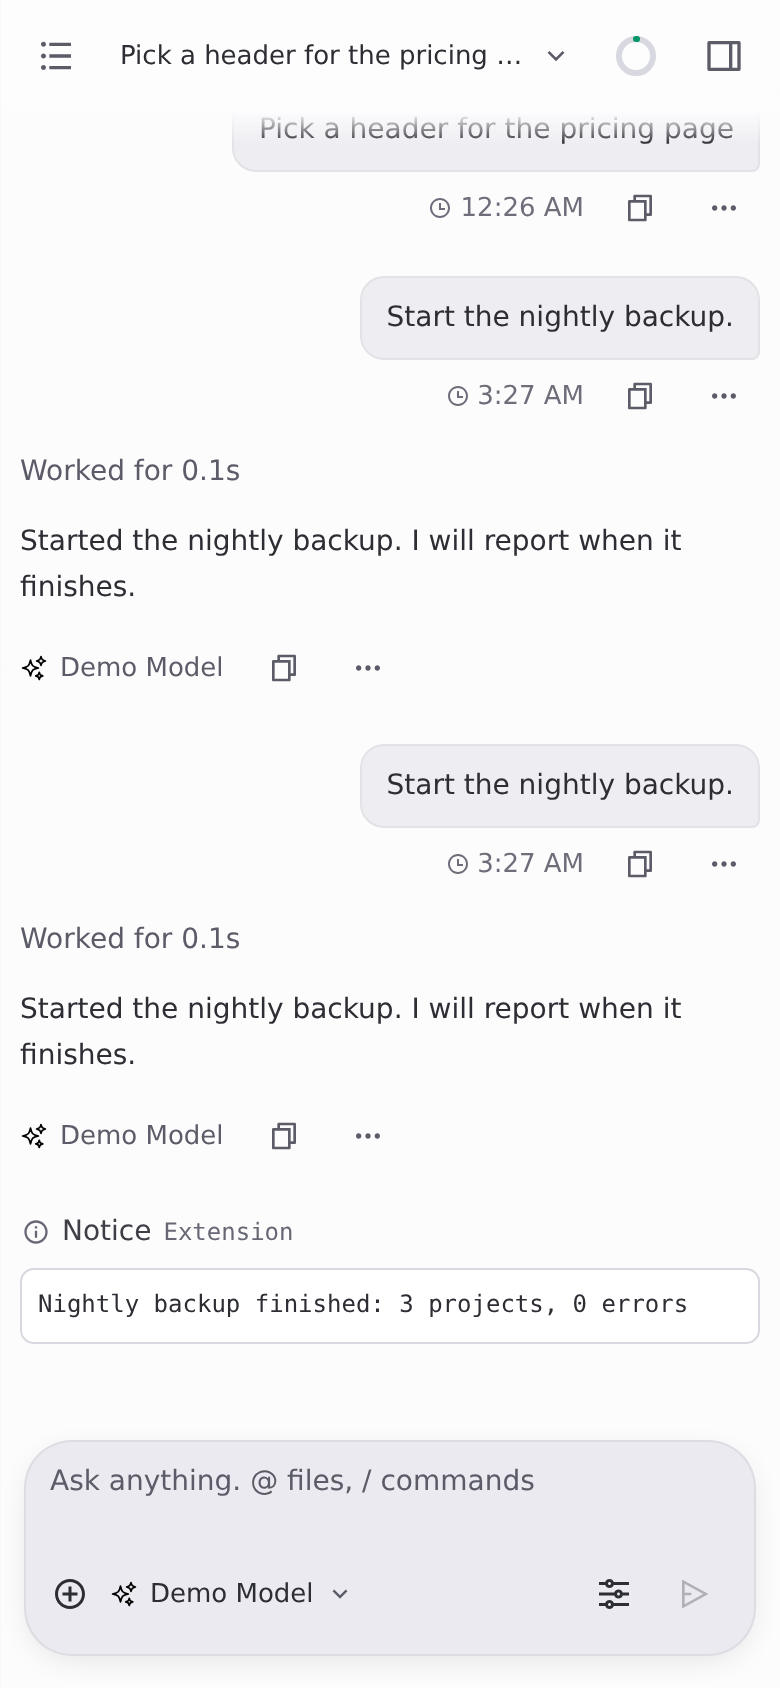 Pick a header for the pricing ...
Pick a header for the pricing page
12:26 AM
Start the nightly backup.
3:27 AM
Worked for 0.1s
Started the nightly backup. I will report when it
finishes.
Demo Model
Start the nightly backup.
3:27 AM
Worked for 0.1s
Started the nightly backup. I will report when it
finishes.
Demo Model
Notice Extension
Nightly backup finished: 3 projects, 0 errors
Ask anything. @ files, / commands
Demo Model